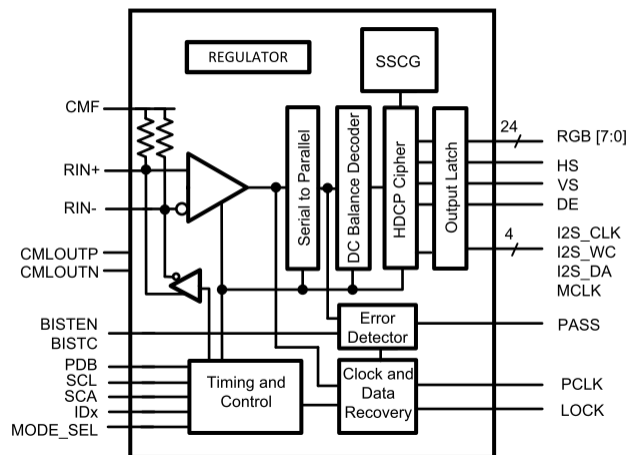 REGULATOR
SSCG
CMF
RIN+
RIN-
CMLOUTP
CMLOUTN
BISTEN
BISTC
PDB
SCL
SCA
IDx
MODE_SEL
Serial to Parallel
DC Balance Decoder
HDCP Cipher
Output Latch
Error
Detector
Timing and
Control
Clock and
Data
Recovery
24
RGB [7:0]
HS
VS
DE
4
I2S_CLK
I2S_WC
I2S_DA
MCLK
PASS
PCLK
LOCK